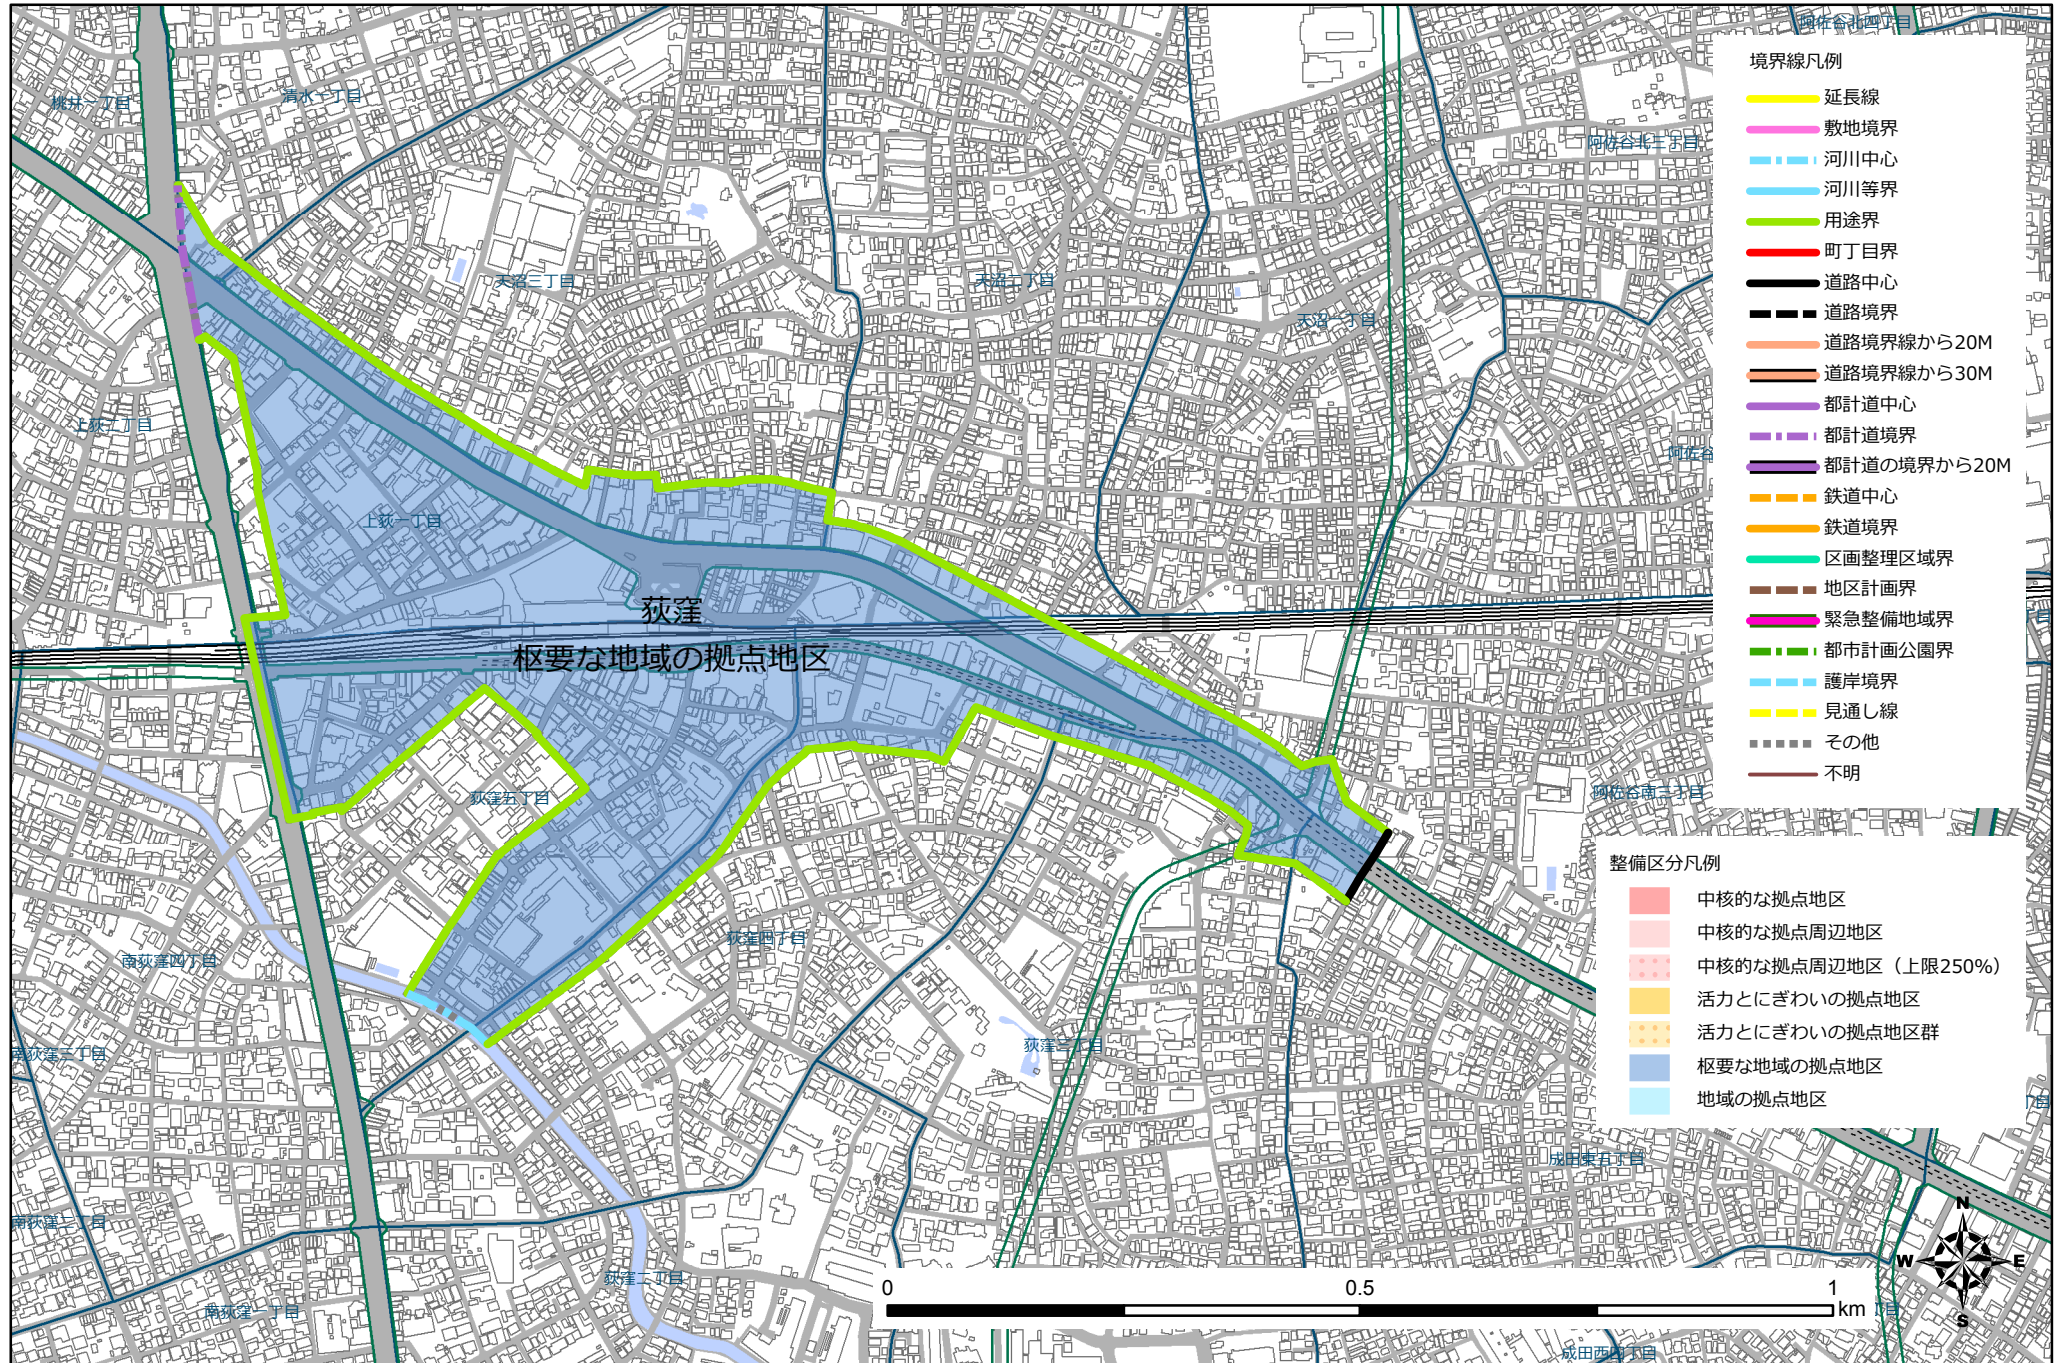 阿佐谷北四丁目
境界線凡例
延長線
敷地境界
河川中心
河川等界
用途界
町丁目界
道路中心
道路境界
道路境界線から20M
道路境界線から30M
都計道中心
都計道境界
都計道の境界から20M
鉄道中心
鉄道境界
区画整理区域界
地区計画界
緊急整備地域界
都市計画公園界
護岸境界
見通し線
その他
不明
桃井一丁目
清水一丁目
阿佐谷北三丁目
天沼三丁目
天沼二丁目
天沼一丁目
上荻二丁目
阿佐谷
上荻一丁目
荻窪
枢要な地域の拠点地区
荻窪五丁目
阿佐谷南三丁目
整備区分凡例
中核的な拠点地区
中核的な拠点周辺地区
中核的な拠点周辺地区（上限250%）
活力とにぎわいの拠点地区
活力とにぎわいの拠点地区群
枢要な地域の拠点地区
地域の拠点地区
荻窪四丁目
南荻窪四丁目
南荻窪三丁目
荻窪三丁目
成田東五丁目
南荻窪二丁目
荻窪二丁目
南荻窪一丁目
成田西四丁目
N
W E
S
0 0.5 1
km